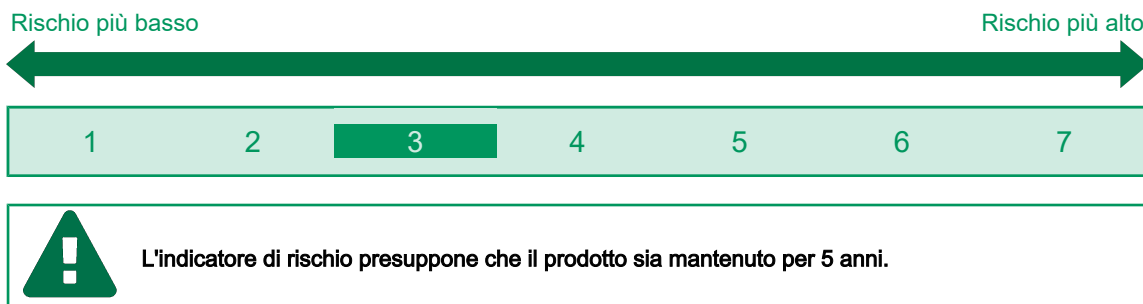 Rischio più basso Rischio più alto
1 2 3 4 5 6 7
L'indicatore di rischio presuppone che il prodotto sia mantenuto per 5 anni.